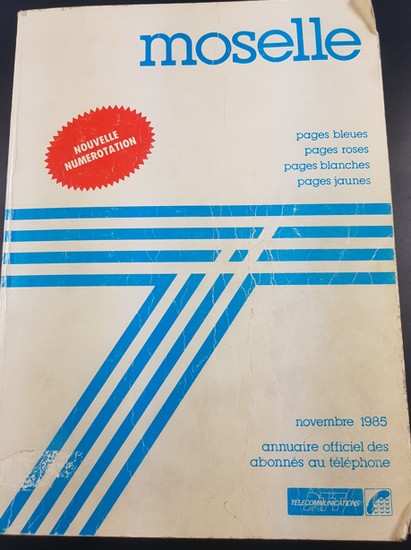 moselle
NOUVELLE
NUMEROTATION
pages bleues
pages roses
pages blanches
pages jaunes
novembre 1985
annuaire officiel des
abonnés au téléphone
TELECOMMUNICATIONS